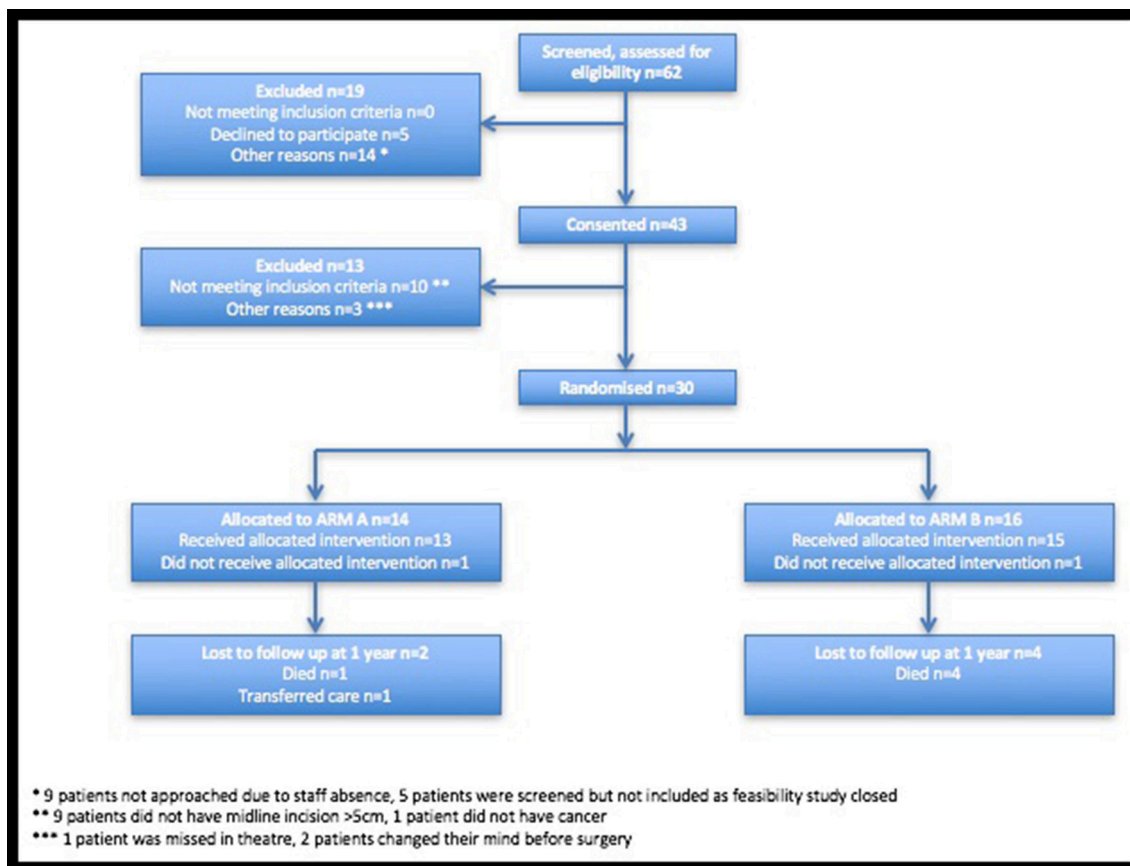 Screened, assessed for
eligibility n=62
Excluded n=19
Not meeting inclusion criteria n=0
Declined to participate n=5
Other reasons n=14 *
Consented n=43
Excluded n=13
Not meeting inclusion criteria n=10 **
Other reasons n=3 ***
Randomised n=30
Allocated to ARM A n=14
Received allocated intervention n=13
Did not receive allocated intervention n=1
Allocated to ARM B n=16
Received allocated intervention n=15
Did not receive allocated intervention n=1
Lost to follow up at 1 year n=2
Died n=1
Transferred care n=1
Lost to follow up at 1 year n=4
Died n=4
* 9 patients not approached due to staff absence, 5 patients were screened but not included as feasibility study closed
** 9 patients did not have midline incision >5cm, 1 patient did not have cancer
*** 1 patient was missed in theatre, 2 patients changed their mind before surgery